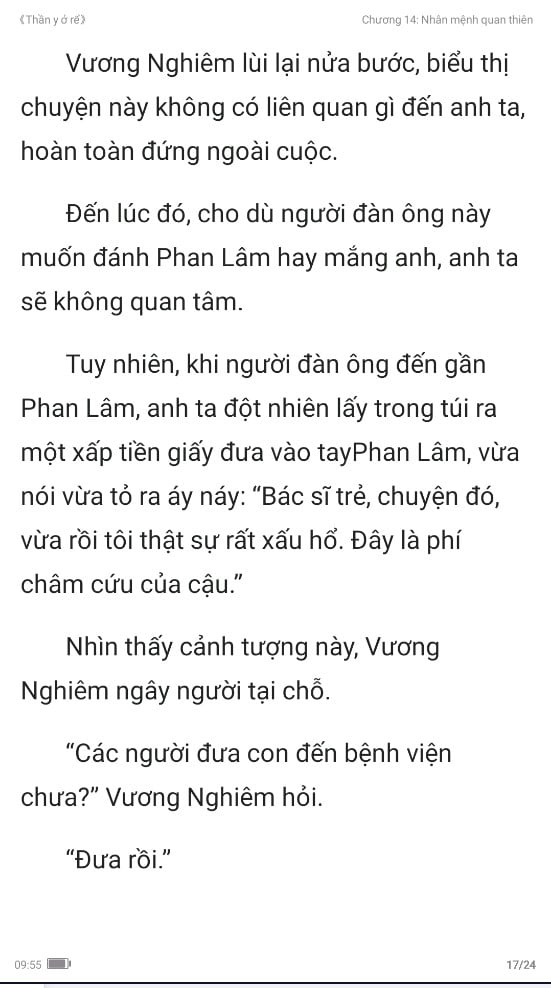 《Thần y ở rể》 Chương 14: Nhân mệnh quan thiên
Vương Nghiêm lùi lại nửa bước, biểu thị
chuyện này không có liên quan gì đến anh ta,
hoàn toàn đứng ngoài cuộc.
Đến lúc đó, cho dù người đàn ông này
muốn đánh Phan Lâm hay mắng anh, anh ta
sẽ không quan tâm.
Tuy nhiên, khi người đàn ông đến gần
Phan Lâm, anh ta đột nhiên lấy trong túi ra
một xấp tiền giấy đưa vào tayPhan Lâm, vừa
nói vừa tỏ ra áy náy: “Bác sĩ trẻ, chuyện đó,
vừa rồi tôi thật sự rất xấu hổ. Đây là phí
châm cứu của cậu.”
Nhìn thấy cảnh tượng này, Vương
Nghiêm ngây người tại chỗ.
“Các người đưa con đến bệnh viện
chưa?” Vương Nghiêm hỏi.
“Đưa rồi.”
09:55 17/24